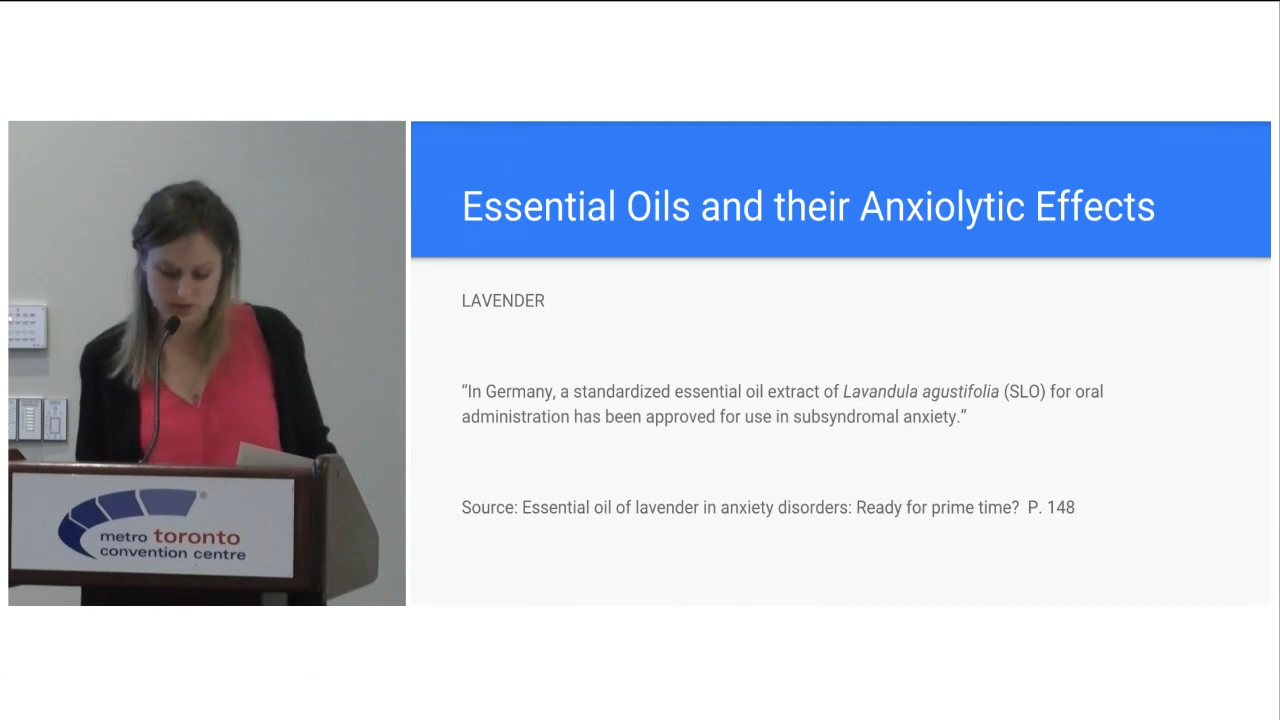 Essential Oils and their Anxiolytic Effects
LAVENDER
“In Germany, a standardized essential oil extract of Lavandula agustifolia (SLO) for oral
administration has been approved for use in subsyndromal anxiety.”
Source: Essential oil of lavender in anxiety disorders: Ready for prime time? P. 148
metro toronto
convention centre